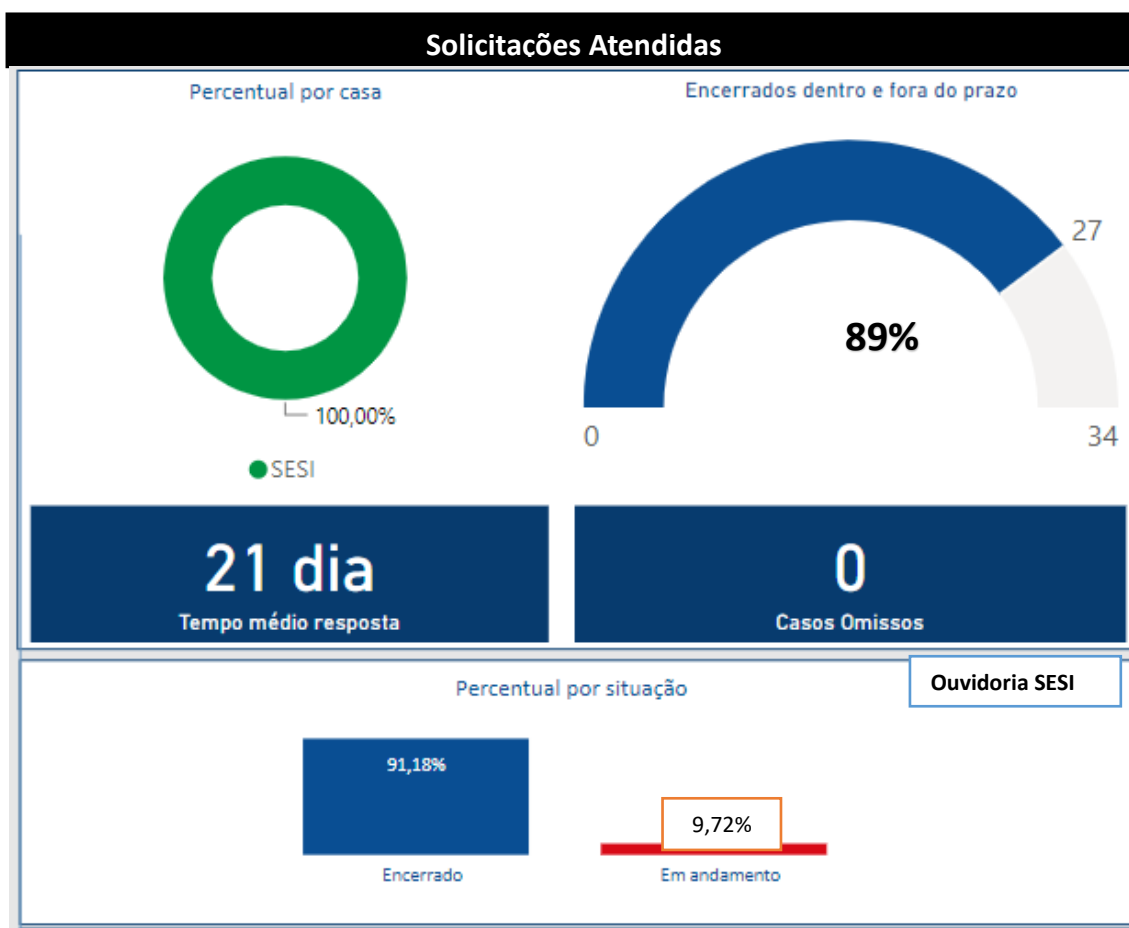 Solicitações Atendidas
Percentual por casa
100,00%
SESI
Encerrados dentro e fora do prazo
27
89%
0
34
21 dia
Tempo médio resposta
0
Casos Omissos
Ouvidoria SESI
Percentual por situação
91,18%
9,72%
Encerrado
Em andamento